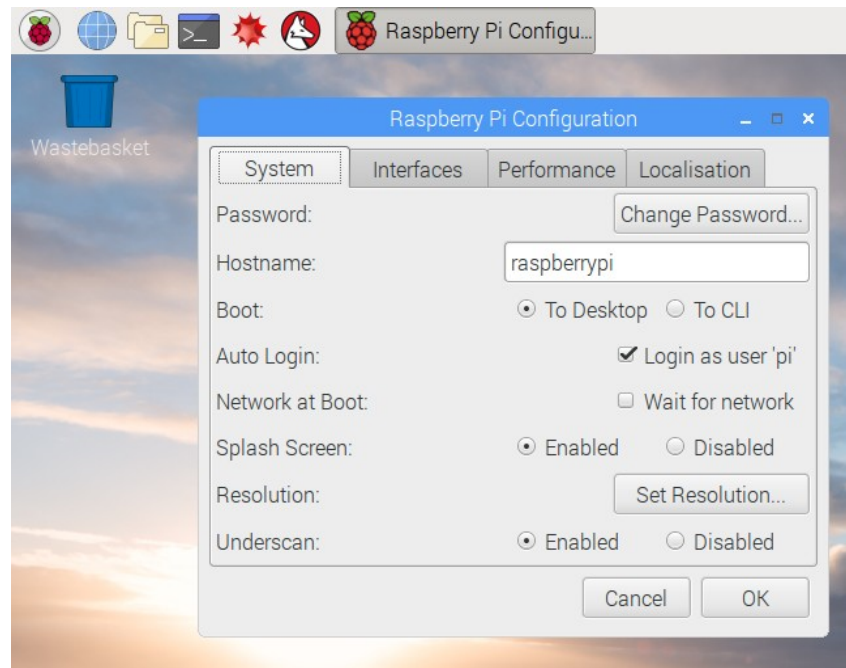 Raspberry Pi Configu...
Wastebasket
Raspberry Pi Configuration
System Interfaces Performance Localisation
Password: Change Password...
Hostname: raspberrypi
Boot: To Desktop To CLI
Auto Login: Login as user 'pi'
Network at Boot: Wait for network
Splash Screen: Enabled Disabled
Resolution: Set Resolution...
Underscan: Enabled Disabled
Cancel OK